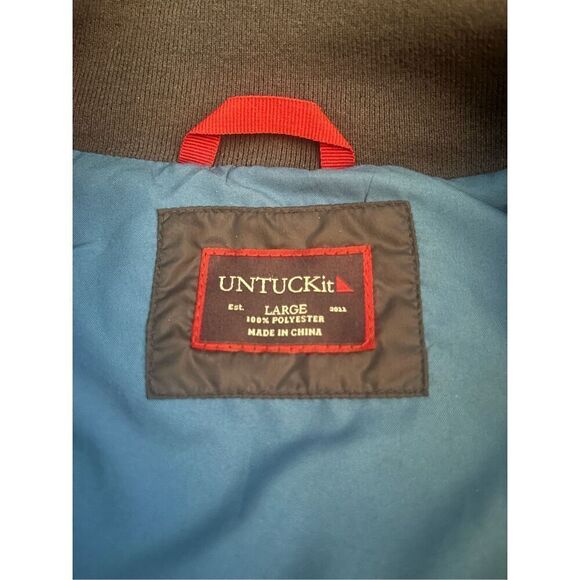 UNTUCKit
Est. LARGE 2011
100% POLYESTER
MADE IN CHINA